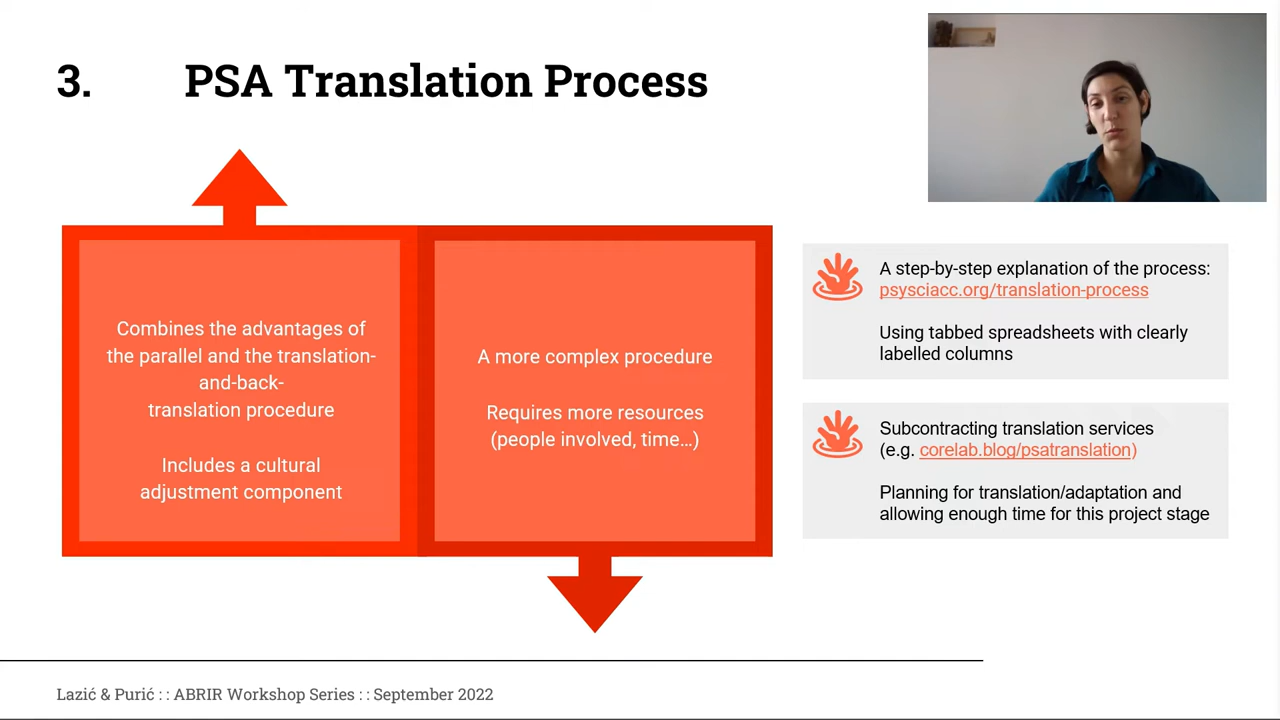 3. PSA Translation Process
Combines the advantages of
the parallel and the translation-
and-back-
translation procedure
Includes a cultural
adjustment component
A more complex procedure
Requires more resources
(people involved, time…)
A step-by-step explanation of the process:
psysciacc.org/translation-process
Using tabbed spreadsheets with clearly
labelled columns
Subcontracting translation services
(e.g. corelab.blog/psatranslation)
Planning for translation/adaptation and
allowing enough time for this project stage
Lazić & Purić : : ABRIR Workshop Series : : September 2022